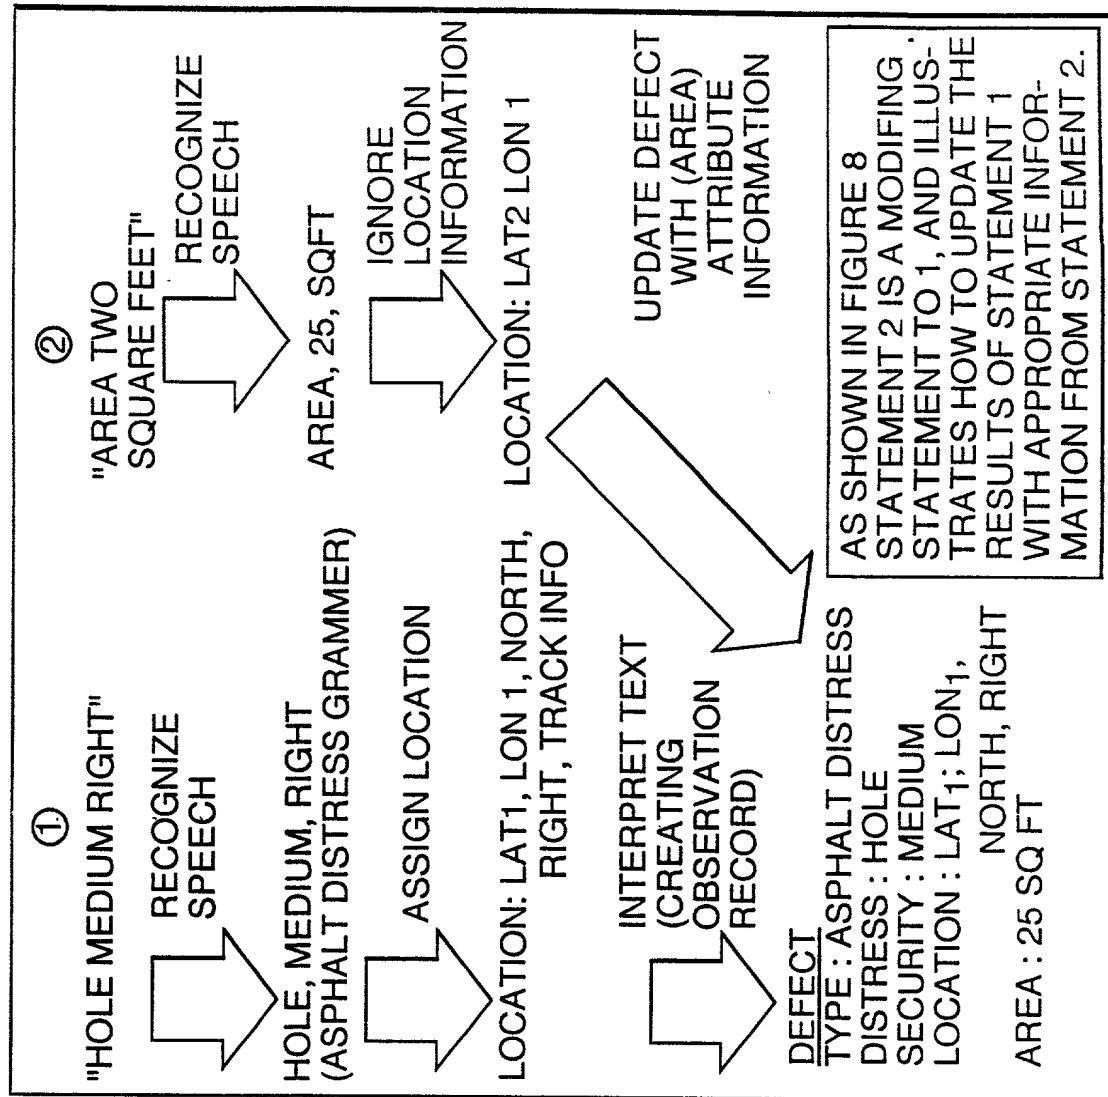 ①
"HOLE MEDIUM RIGHT"
RECOGNIZE
SPEECH
HOLE, MEDIUM, RIGHT
(ASPHALT DISTRESS GRAMMER)
ASSIGN LOCATION
LOCATION: LAT1, LON 1, NORTH,
RIGHT, TRACK INFO
INTERPRET TEXT
(CREATING
OBSERVATION
RECORD)
DEFECT
TYPE : ASPHALT DISTRESS
DISTRESS : HOLE
SECURITY : MEDIUM
LOCATION : LAT₁; LON₁,
NORTH, RIGHT
AREA : 25 SQ FT
②
"AREA TWO
SQUARE FEET"
RECOGNIZE
SPEECH
AREA, 25, SQFT
IGNORE
LOCATION
INFORMATION
LOCATION: LAT2 LON 1
UPDATE DEFECT
WITH (AREA)
ATTRIBUTE
INFORMATION
AS SHOWN IN FIGURE 8
STATEMENT 2 IS A MODIFING
STATEMENT TO 1, AND ILLUS-
TRATES HOW TO UPDATE THE
RESULTS OF STATEMENT 1
WITH APPROPRIATE INFOR-
MATION FROM STATEMENT 2.